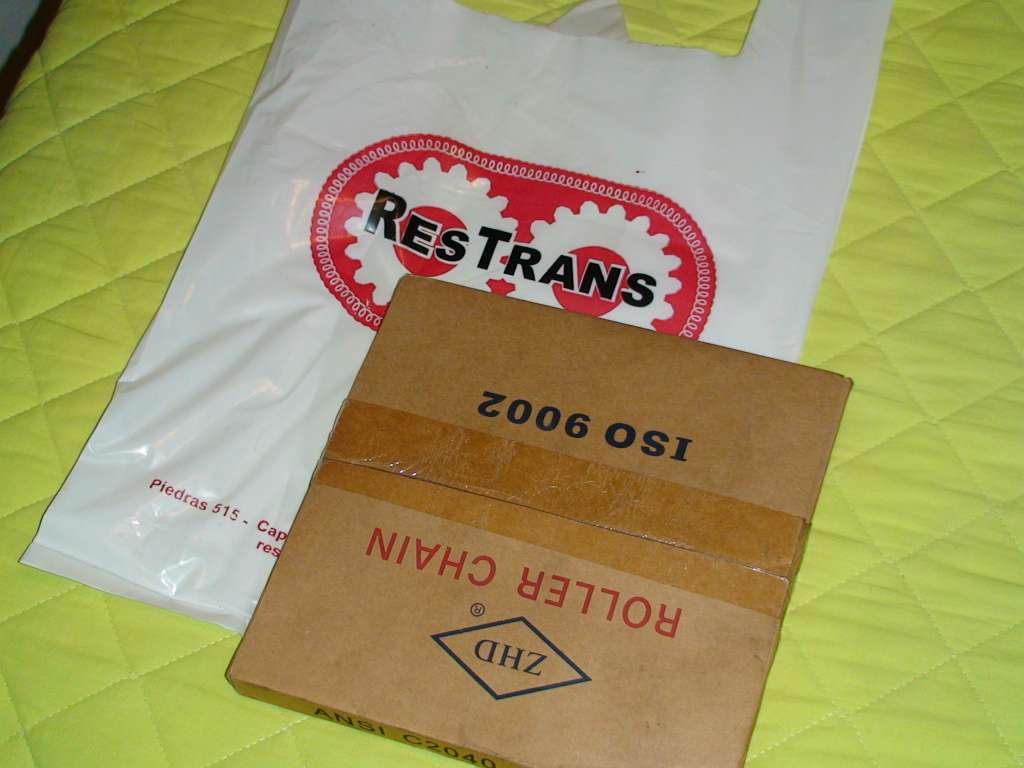 RESTRANS
Piedras 515 - Cap
res
ISO 9002
ROLLER CHAIN
ZHD ®
ANSI C2040